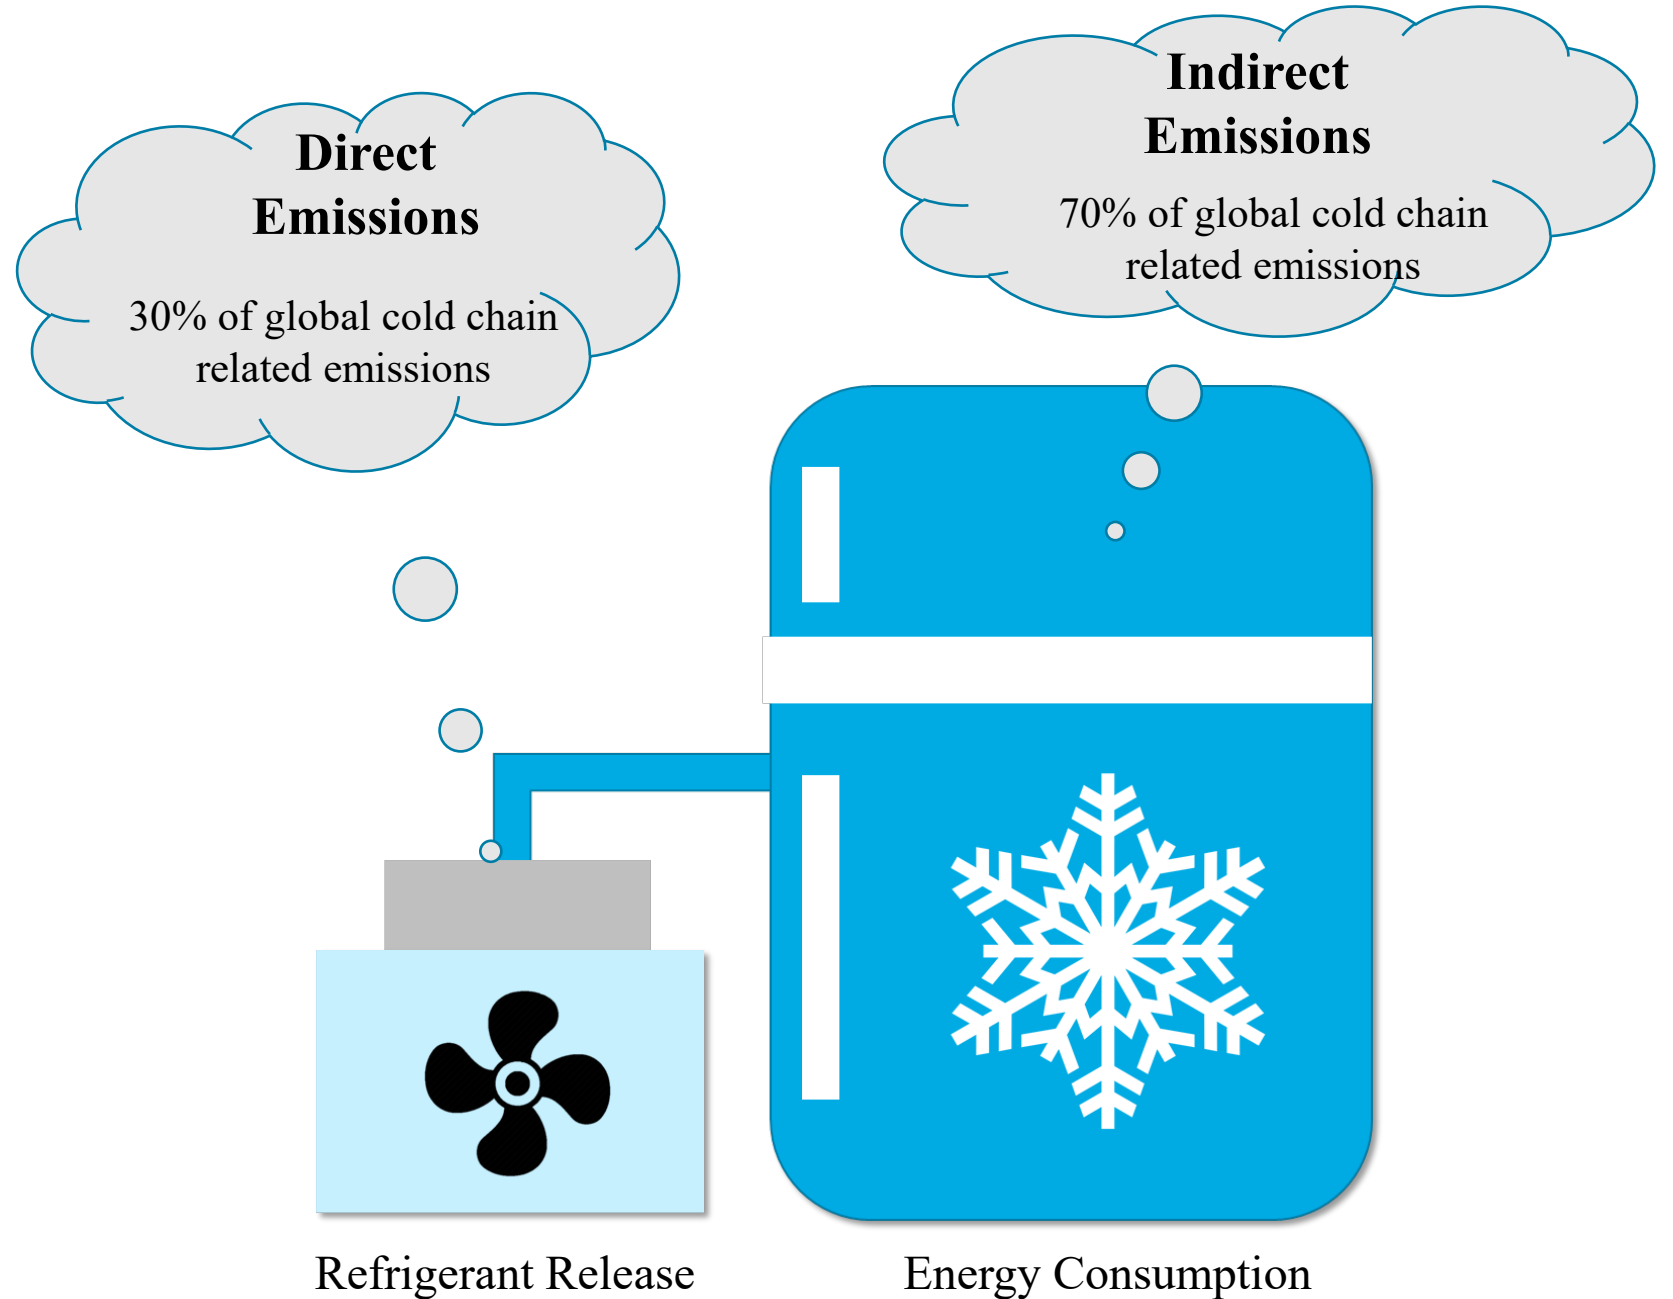 Direct
Emissions
30% of global cold chain
related emissions
Indirect
Emissions
70% of global cold chain
related emissions
Refrigerant Release
Energy Consumption